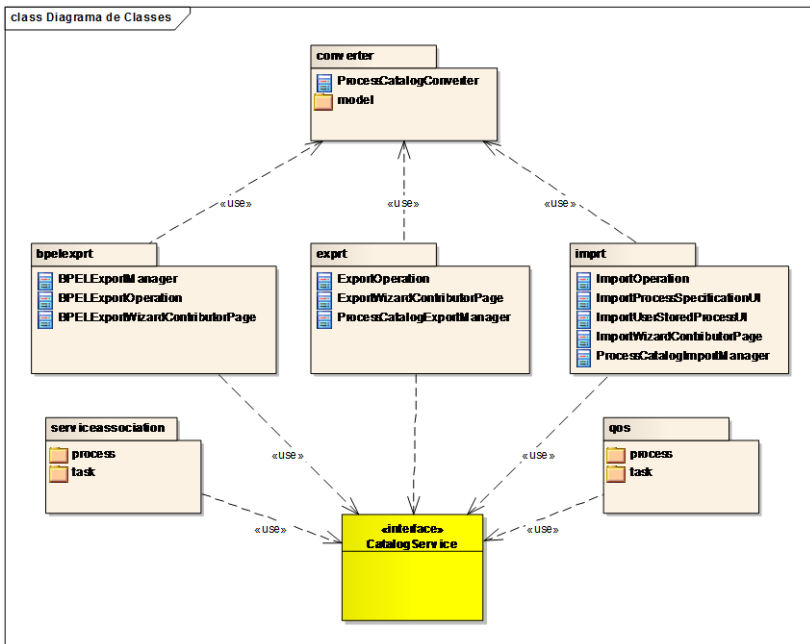 class Diagrama de Classes
converter
ProcessCatalogConverter
model
«use»
«use»
«use»
bpelexprt
BPELExportManager
BPELExportOperation
BPELExportWizardContributorPage
exprt
ExportOperation
ExportWizardContributorPage
ProcessCatalogExportManager
imprt
ImportOperation
ImportProcessSpecificationUI
ImportUserStoredProcessUI
ImportWizardContributorPage
ProcessCatalogImportManager
serviceassociation
process
task
«use»
«use»
«use»
qos
process
task
«use»
«use»
«interface»
CatalogService